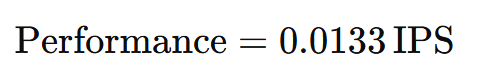 Performance = 0.0133 IPS